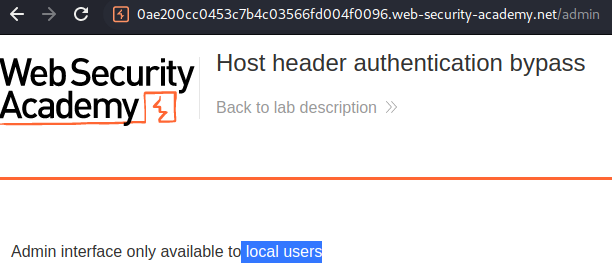 0ae200cc0453c7b4c03566fd004f0096.web-security-academy.net/admin
Web Security
Academy
Host header authentication bypass
Back to lab description
Admin interface only available to local users